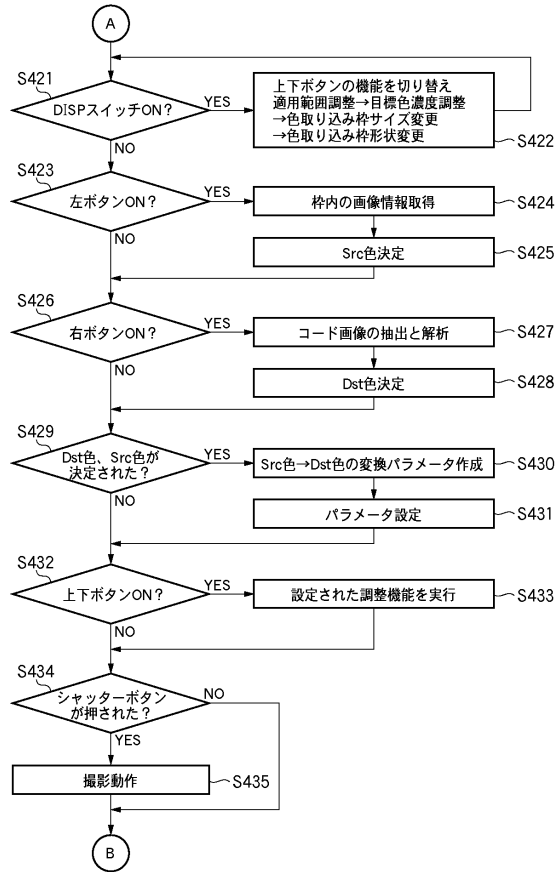 A
S421
DISPスイッチON?
YES
上下ボタンの機能を切り替え
適用範囲調整→目標色濃度調整
→色取り込み枠サイズ変更
→色取り込み枠形状変更
S422
NO
S423
左ボタンON?
YES
枠内の画像情報取得
S424
NO
Src色決定
S425
S426
右ボタンON?
YES
コード画像の抽出と解析
S427
NO
Dst色決定
S428
S429
Dst色、Src色が
決定された?
YES
Src色→Dst色の変換パラメータ作成
S430
NO
パラメータ設定
S431
S432
上下ボタンON?
YES
設定された調整機能を実行
S433
NO
S434
シャッターボタン
が押された?
NO
YES
撮影動作
S435
B